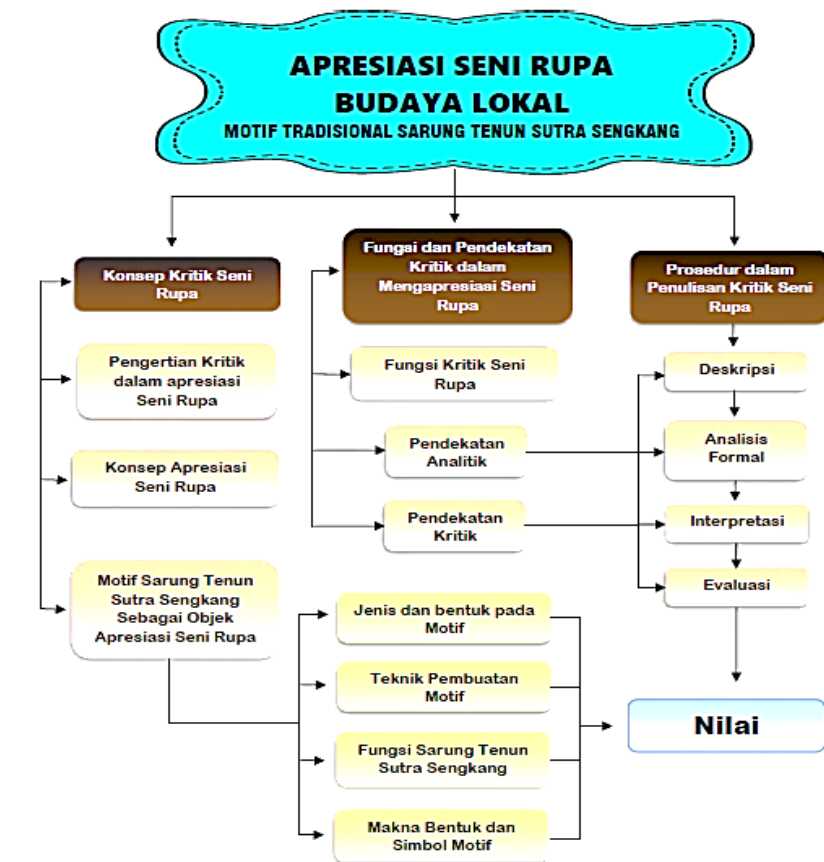 APRESIASI SENI RUPA
BUDAYA LOKAL
MOTIF TRADISIONAL SARUNG TENUN SUTRA SENGKANG
Konsep Kritik Seni
Rupa
Pengertian Kritik
dalam apresiasi
Seni Rupa
Konsep Apresiasi
Seni Rupa
Motif Sarung Tenun
Sutra Sengkang
Sebagai Objek
Apresiasi Seni Rupa
Fungsi dan Pendekatan
Kritik dalam
Mengapresiasi Seni
Rupa
Fungsi Kritik Seni
Rupa
Pendekatan
Analitik
Pendekatan
Kritik
Jenis dan bentuk pada
Motif
Teknik Pembuatan
Motif
Fungsi Sarung Tenun
Sutra Sengkang
Makna Bentuk dan
Simbol Motif
Prosedur dalam
Penulisan Kritik Seni
Rupa
Deskripsi
Analisis
Formal
Interpretasi
Evaluasi
Nilai